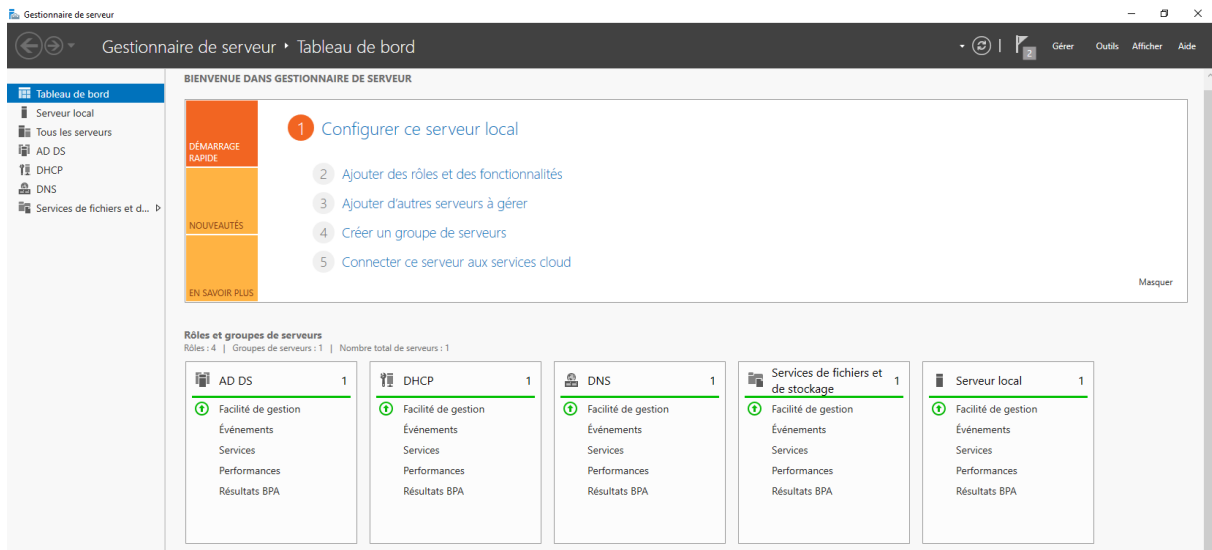 Gestionnaire de serveur
Gestionnaire de serveur • Tableau de bord
2
Gérer Outils Afficher Aide
Tableau de bord
Serveur local
Tous les serveurs
AD DS
DHCP
DNS
Services de fichiers et d...
BIENVENUE DANS GESTIONNAIRE DE SERVEUR
DÉMARRAGE
RAPIDE
NOUVEAUTÉS
EN SAVOIR PLUS
1 Configurer ce serveur local
2 Ajouter des rôles et des fonctionnalités
3 Ajouter d'autres serveurs à gérer
4 Créer un groupe de serveurs
5 Connecter ce serveur aux services cloud
Masquer
Rôles et groupes de serveurs
Rôles : 4 | Groupes de serveurs : 1 | Nombre total de serveurs : 1
AD DS 1
Facilité de gestion
Événements
Services
Performances
Résultats BPA
DHCP 1
Facilité de gestion
Événements
Services
Performances
Résultats BPA
DNS 1
Facilité de gestion
Événements
Services
Performances
Résultats BPA
Services de fichiers et
de stockage 1
Facilité de gestion
Événements
Services
Performances
Résultats BPA
Serveur local 1
Facilité de gestion
Événements
Services
Performances
Résultats BPA